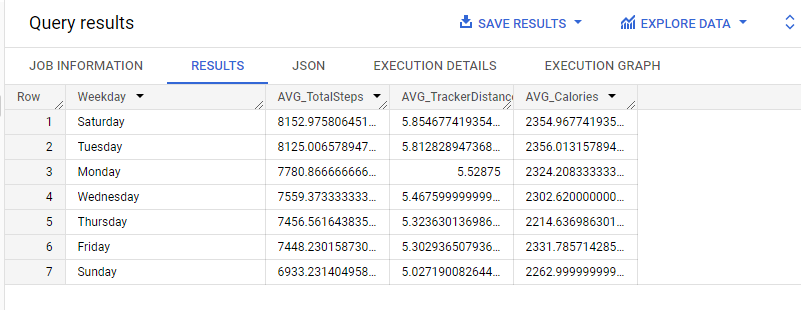 Query results SAVE RESULTS EXPLORE DATA
JOB INFORMATION RESULTS JSON EXECUTION DETAILS EXECUTION GRAPH
Row Weekday AVG_TotalSteps AVG_TrackerDistance AVG_Calories
1 Saturday 8152.975806451... 5.854677419354... 2354.967741935...
2 Tuesday 8125.006578947... 5.812828947368... 2356.013157894...
3 Monday 7780.866666666... 5.52875 2324.208333333...
4 Wednesday 7559.373333333... 5.467599999999... 2302.620000000...
5 Thursday 7456.561643835... 5.323630136986... 2214.636986301...
6 Friday 7448.230158730... 5.302936507936... 2331.785714285...
7 Sunday 6933.231404958... 5.027190082644... 2262.999999999...